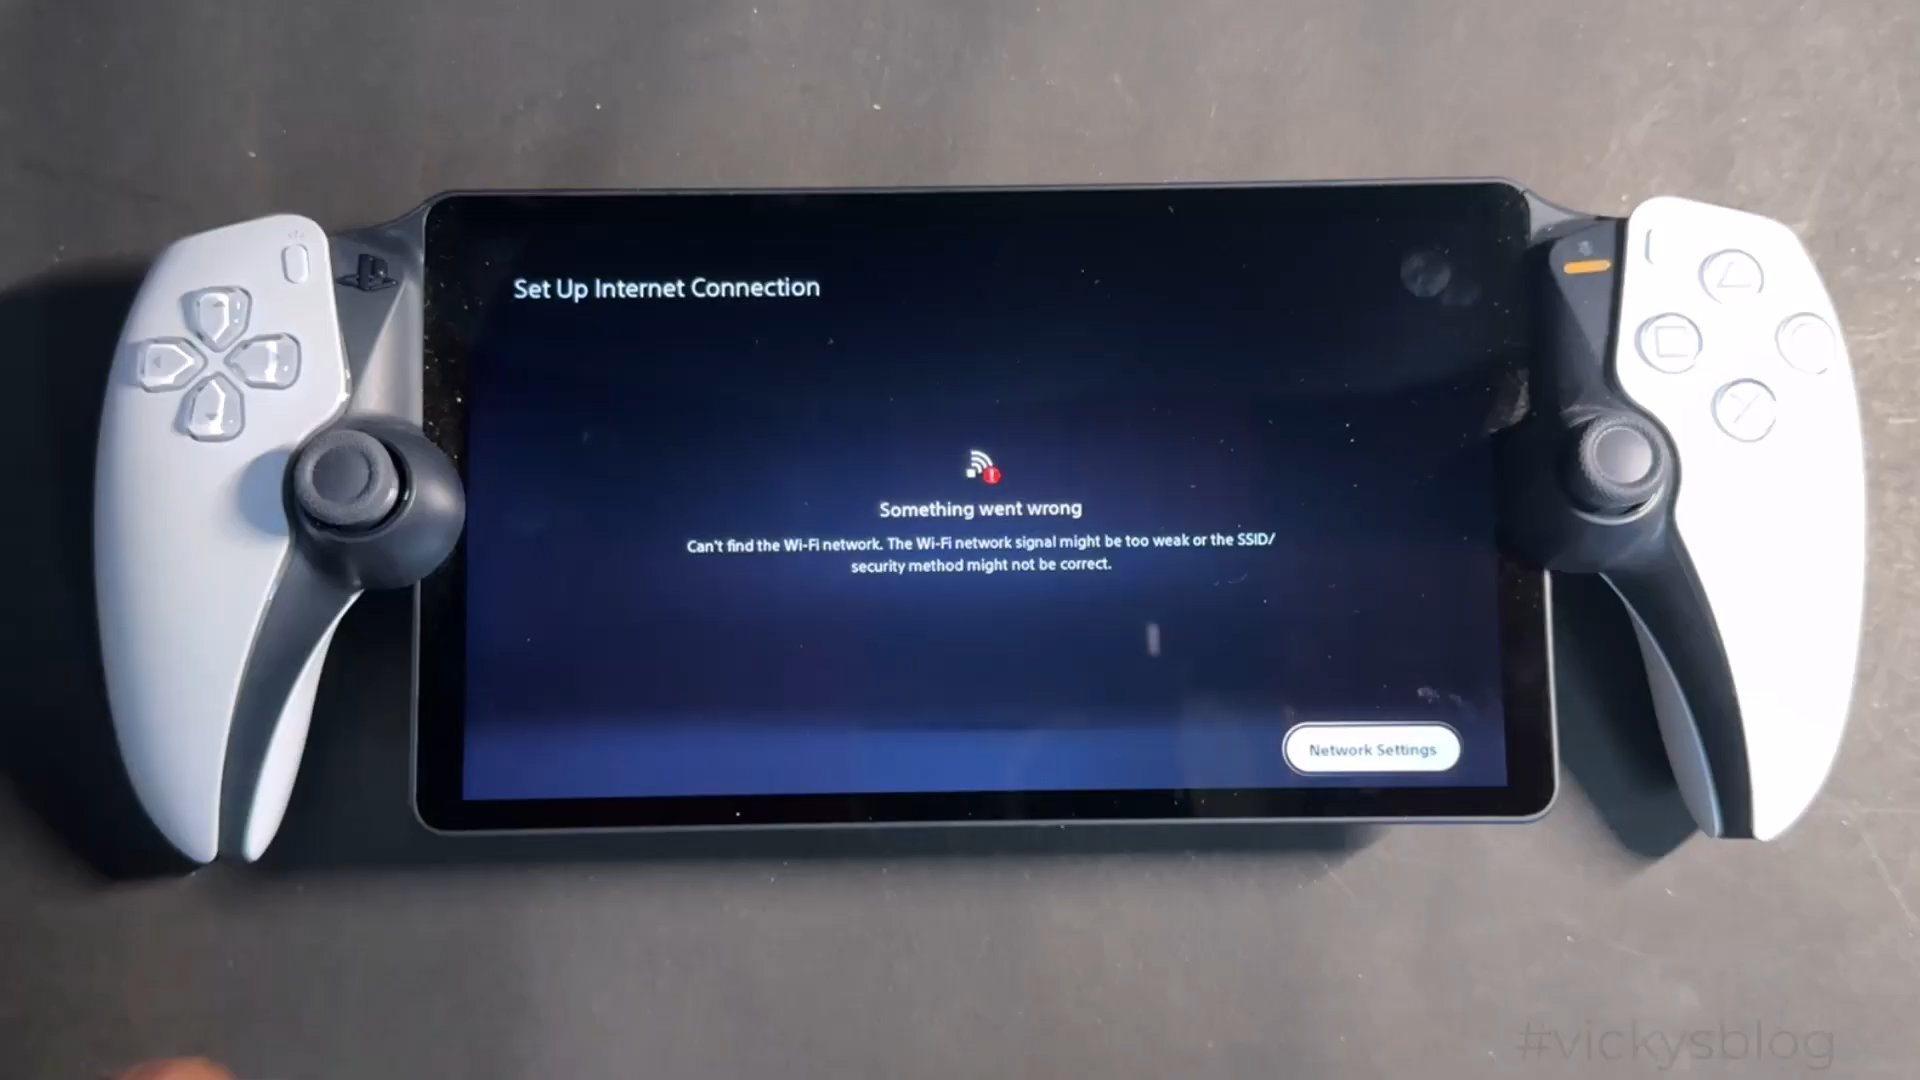 Set Up Internet Connection
Something went wrong
Can't find the Wi-Fi network. The Wi-Fi network signal might be too weak or the SSID/
security method might not be correct.
Network Settings
#vickysblog